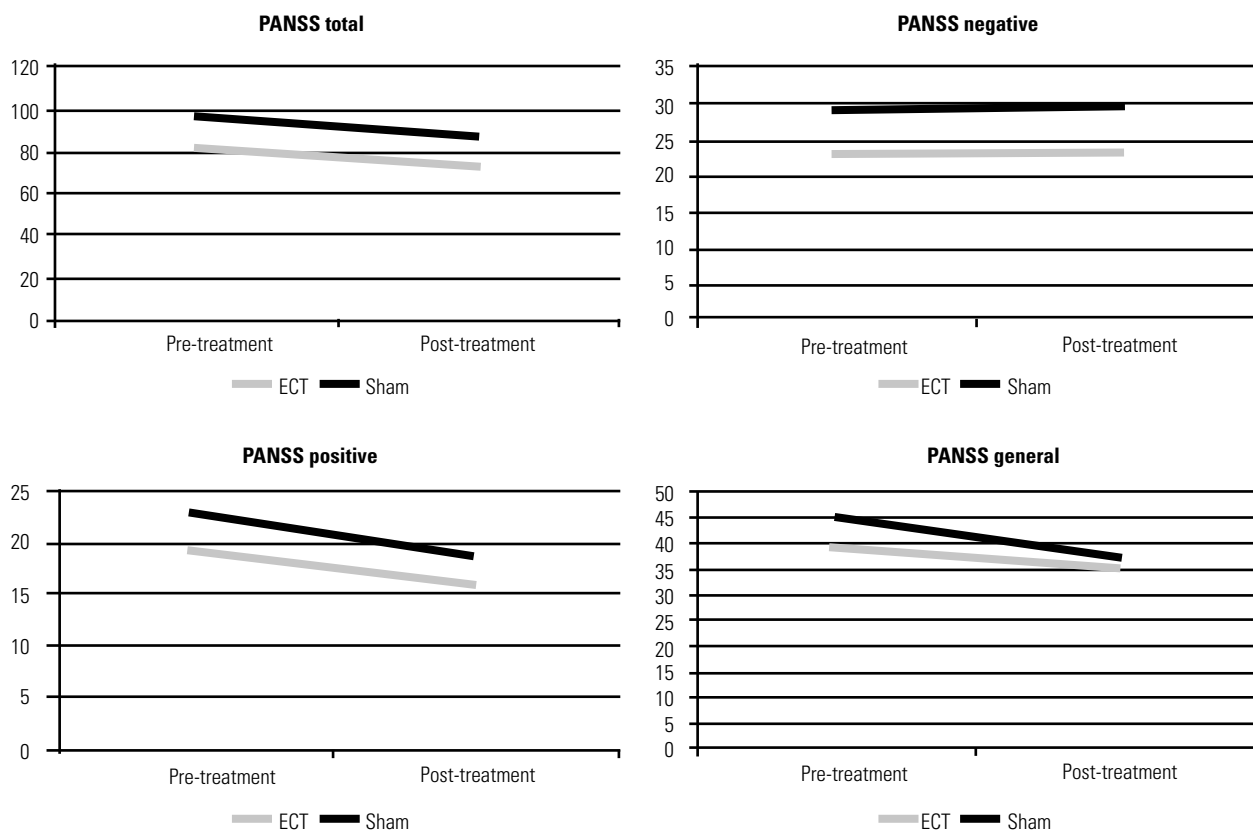 PANSS total
120
100
80
60
40
20
0
Pre-treatment Post-treatment
ECT Sham
PANSS negative
35
30
25
20
15
10
5
0
Pre-treatment Post-treatment
ECT Sham
PANSS positive
25
20
15
10
5
0
Pre-treatment Post-treatment
ECT Sham
PANSS general
50
45
40
35
30
25
20
15
10
5
0
Pre-treatment Post-treatment
ECT Sham